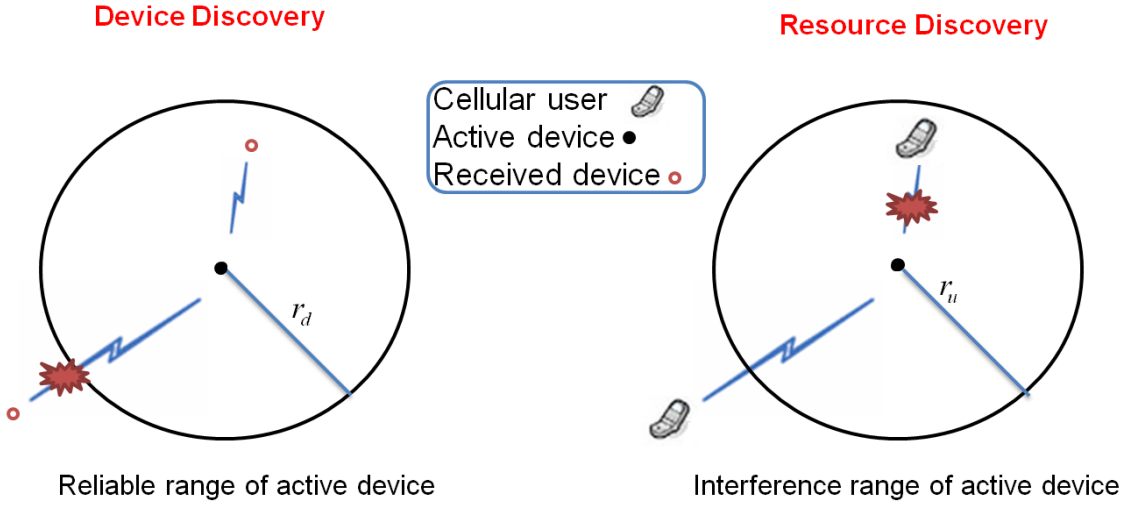 Device Discovery
Resource Discovery
Cellular user
Active device
Received device
r_d
r_u
Reliable range of active device
Interference range of active device